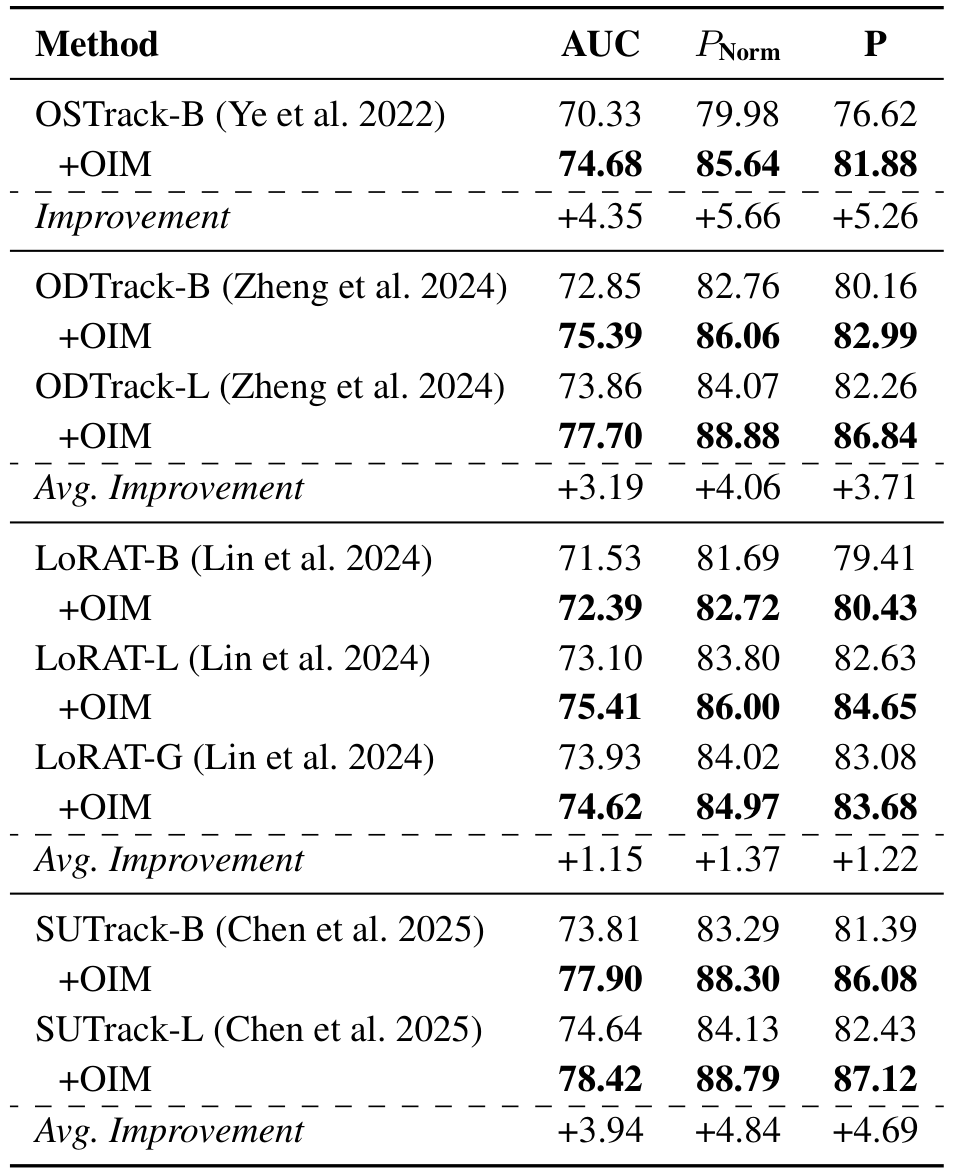 Method AUC P_Norm P
OSTrack-B (Ye et al. 2022) 70.33 79.98 76.62
+OIM 74.68 85.64 81.88
Improvement +4.35 +5.66 +5.26
ODTrack-B (Zheng et al. 2024) 72.85 82.76 80.16
+OIM 75.39 86.06 82.99
ODTrack-L (Zheng et al. 2024) 73.86 84.07 82.26
+OIM 77.70 88.88 86.84
Avg. Improvement +3.19 +4.06 +3.71
LoRAT-B (Lin et al. 2024) 71.53 81.69 79.41
+OIM 72.39 82.72 80.43
LoRAT-L (Lin et al. 2024) 73.10 83.80 82.63
+OIM 75.41 86.00 84.65
LoRAT-G (Lin et al. 2024) 73.93 84.02 83.08
+OIM 74.62 84.97 83.68
Avg. Improvement +1.15 +1.37 +1.22
SUTrack-B (Chen et al. 2025) 73.81 83.29 81.39
+OIM 77.90 88.30 86.08
SUTrack-L (Chen et al. 2025) 74.64 84.13 82.43
+OIM 78.42 88.79 87.12
Avg. Improvement +3.94 +4.84 +4.69